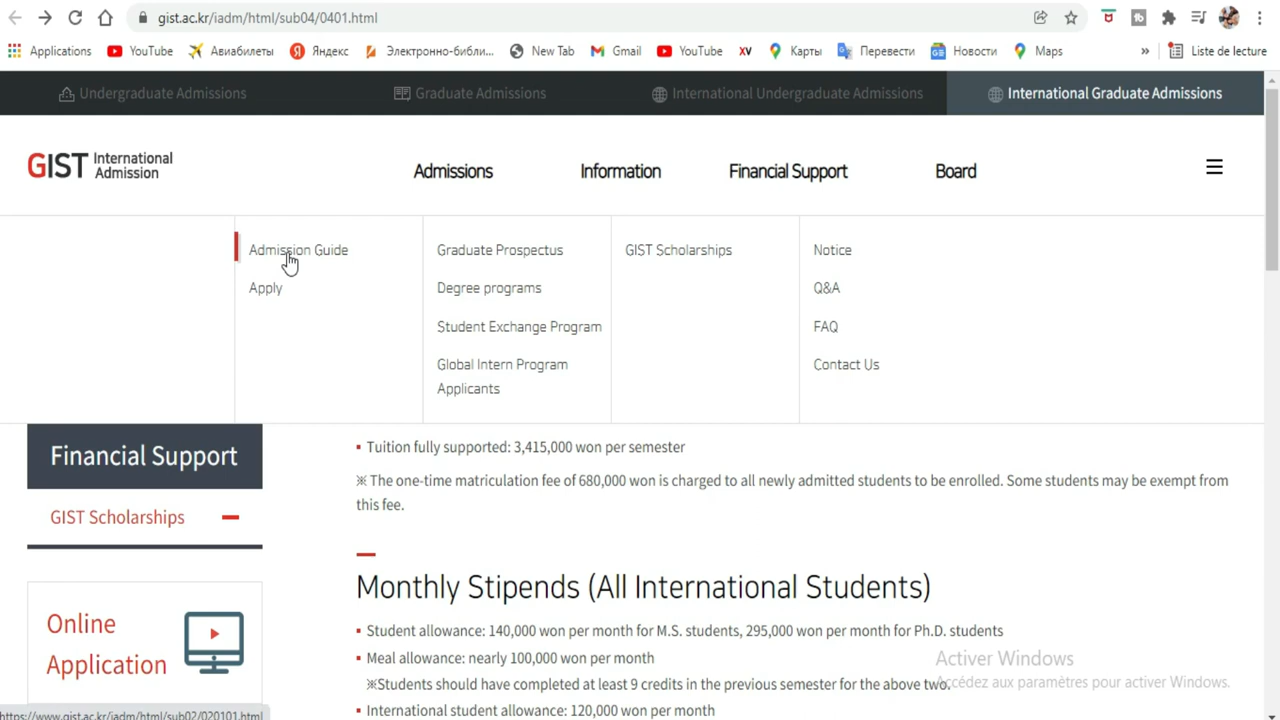 gist.ac.kr/iadm/html/sub04/0401.html
Applications YouTube Авиабилеты Яндекс Электронно-библи... New Tab Gmail YouTube XV Карты Перевести Новости Maps » Liste de lecture
Undergraduate Admissions Graduate Admissions International Undergraduate Admissions International Graduate Admissions
GIST International Admission
Admissions Information Financial Support Board
Admission Guide Graduate Prospectus GIST Scholarships Notice
Apply Degree programs Q&A
Student Exchange Program FAQ
Global Intern Program Contact Us
Applicants
Financial Support
GIST Scholarships
Online
Application
▪ Tuition fully supported: 3,415,000 won per semester
※ The one-time matriculation fee of 680,000 won is charged to all newly admitted students to be enrolled. Some students may be exempt from
this fee.
Monthly Stipends (All International Students)
▪ Student allowance: 140,000 won per month for M.S. students, 295,000 won per month for Ph.D. students
▪ Meal allowance: nearly 100,000 won per month
※Students should have completed at least 9 credits in the previous semester for the above two.
▪ International student allowance: 120,000 won per month
Activer Windows
Accédez aux paramètres pour activer Windows.
https://www.gist.ac.kr/iadm/html/sub02/020101.html